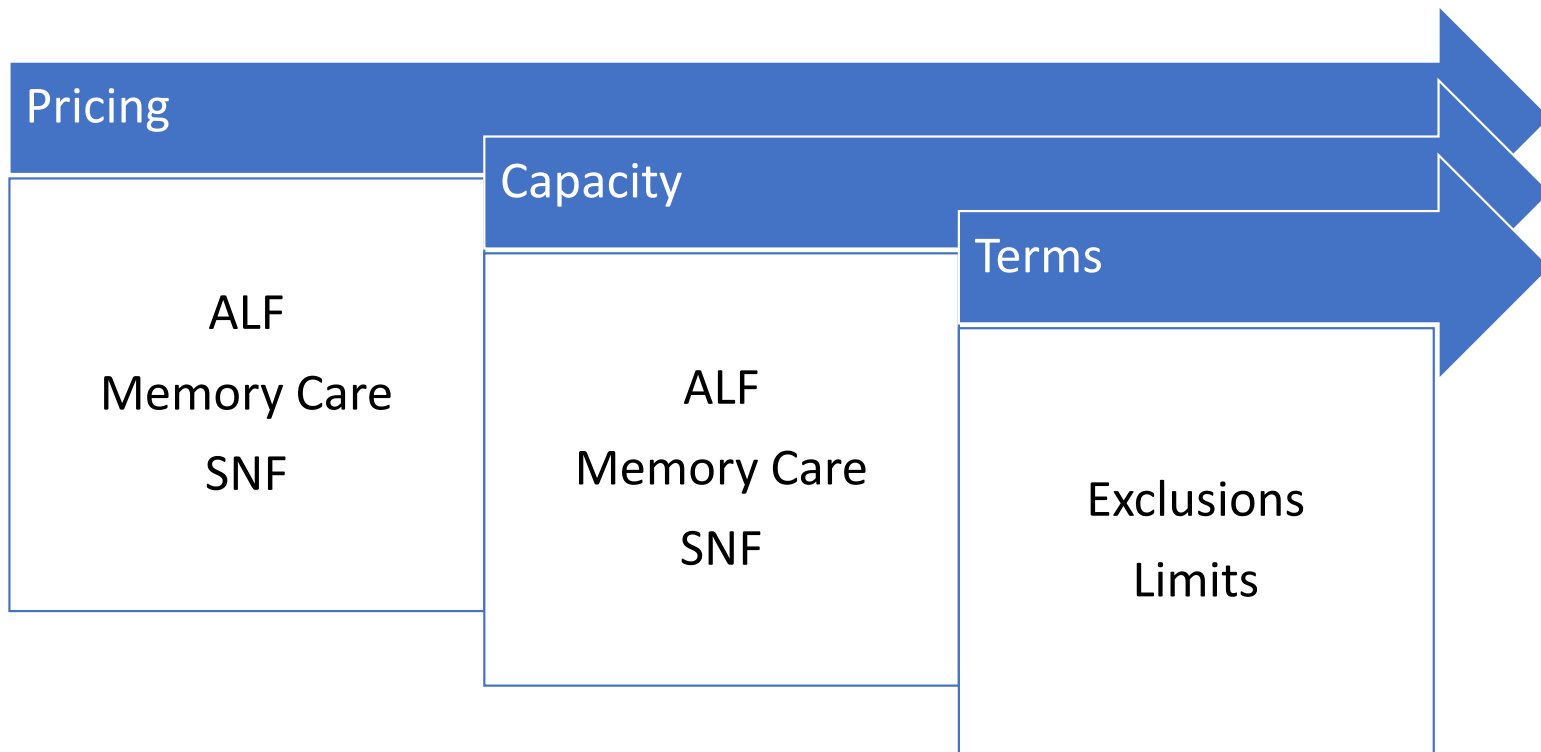 Pricing
ALF
Memory Care
SNF
Capacity
ALF
Memory Care
SNF
Terms
Exclusions
Limits